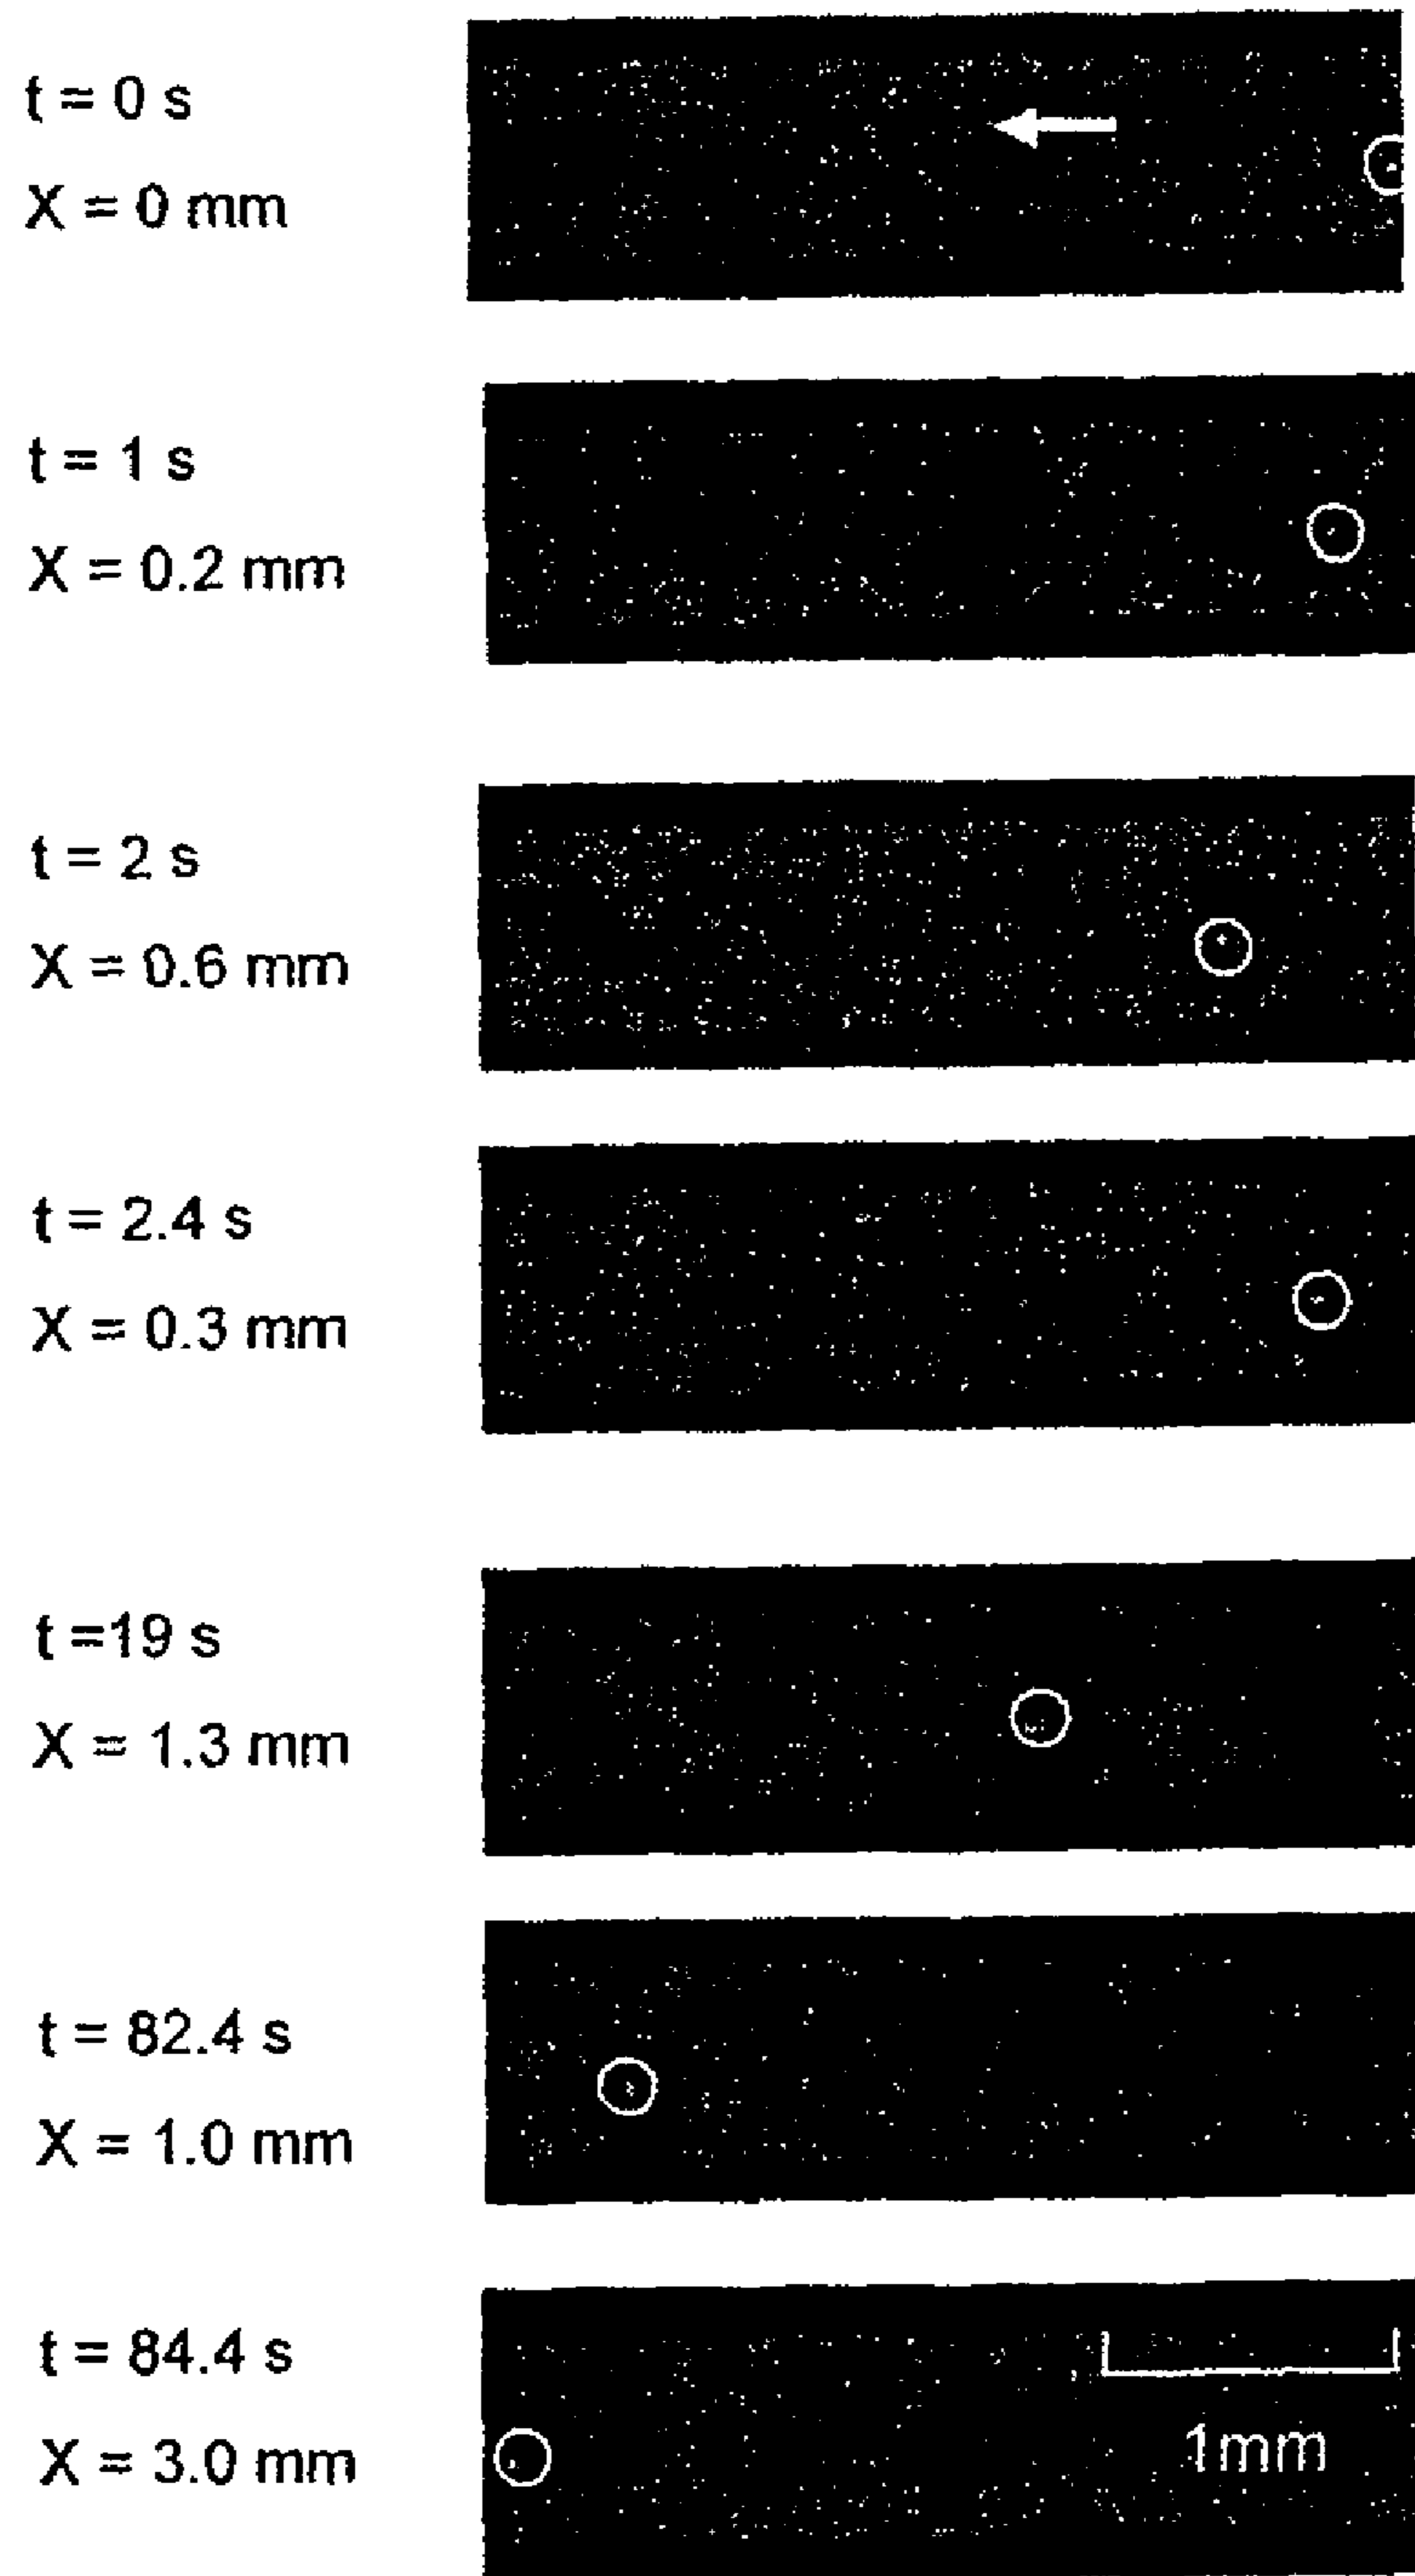 t = 0 s
X = 0 mm
t = 1 s
X = 0.2 mm
t = 2 s
X = 0.6 mm
t = 2.4 s
X = 0.3 mm
t =19 s
X = 1.3 mm
t = 82.4 s
X = 1.0 mm
t = 84.4 s
X = 3.0 mm
1mm